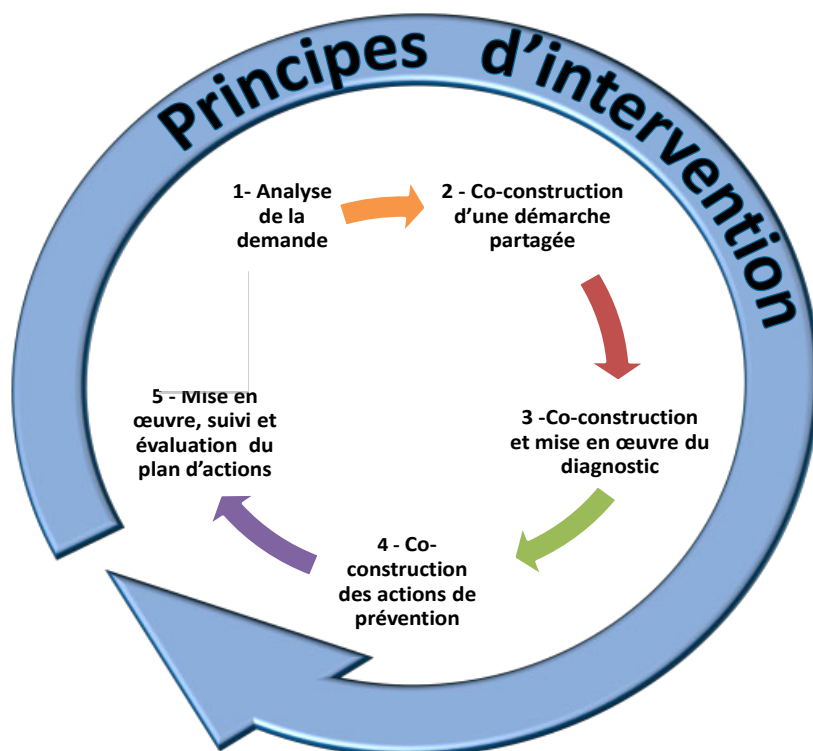 Principes d'intervention
1- Analyse
de la
demande
2 - Co-construction
d'une démarche
partagée
3 -Co-construction
et mise en œuvre du
diagnostic
4 - Co-
construction
des actions de
prévention
5 - Mise en
œuvre, suivi et
évaluation du
plan d'actions